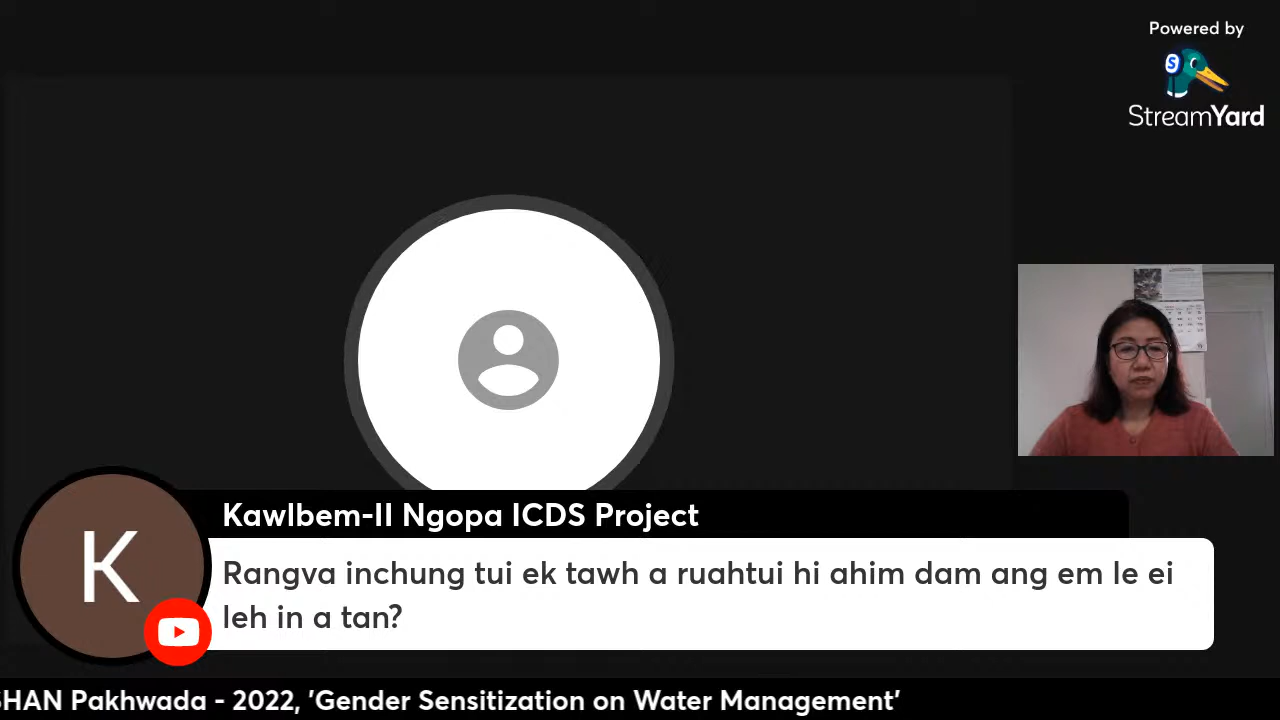 Powered by
S
StreamYard
Kawlbem-II Ngopa ICDS Project
K
Rangva inchung tui ek tawh a ruahtui hi ahim dam ang em le ei
leh in a tan?
SHAN Pakhwada - 2022, 'Gender Sensitization on Water Management'